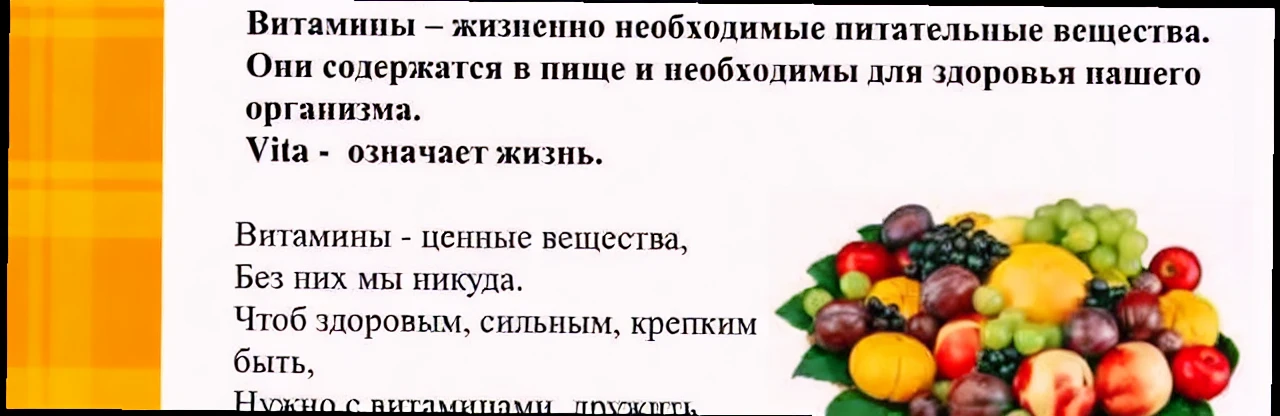 Витамины – жизненно необходимые питательные вещества.
Они содержатся в пище и необходимы для здоровья нашего
организма.
Vita - означает жизнь.
Витамины - ценные вещества,
Без них мы никуда.
Чтоб здоровым, сильным, крепким
быть,
Нужно с витаминами дружить